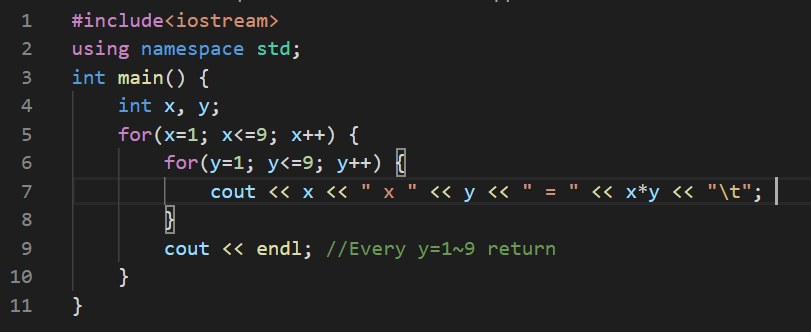 1 #include<iostream>
2 using namespace std;
3 int main() {
4 int x, y;
5 for(x=1; x<=9; x++) {
6 for(y=1; y<=9; y++) {
7 cout << x << " x " << y << " = " << x*y << "\t";
8 }
9 cout << endl; //Every y=1~9 return
10 }
11 }